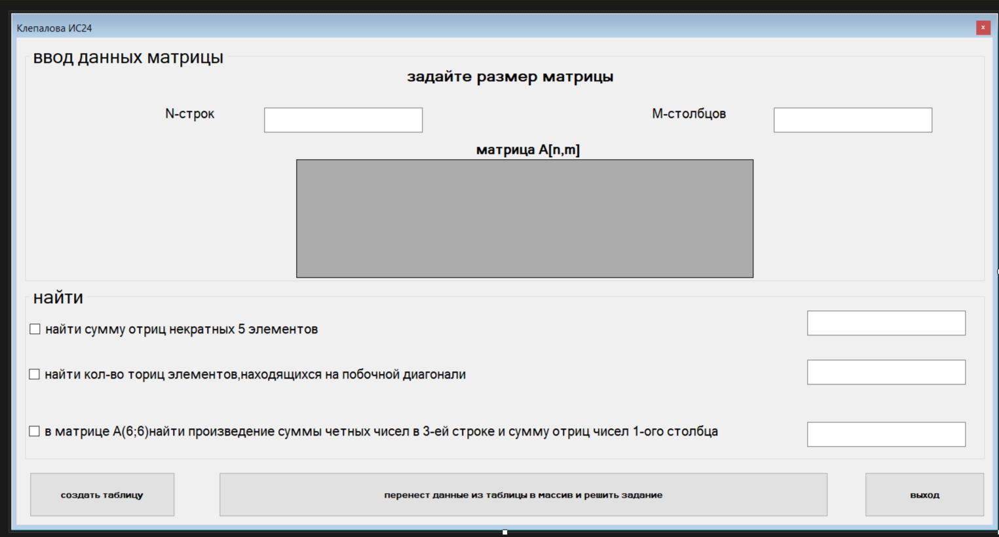 Клепалова ИС24
x
ввод данных матрицы
задайте размер матрицы
N-строк
М-столбцов
матрица A[n,m]
найти
найти сумму отриц некратных 5 элементов
найти кол-во ториц элементов,находящихся на побочной диагонали
в матрице А(6;6)найти произведение суммы четных чисел в 3-ей строке и сумму отриц чисел 1-ого столбца
создать таблицу
перенест данные из таблицы в массив и решить задание
выход